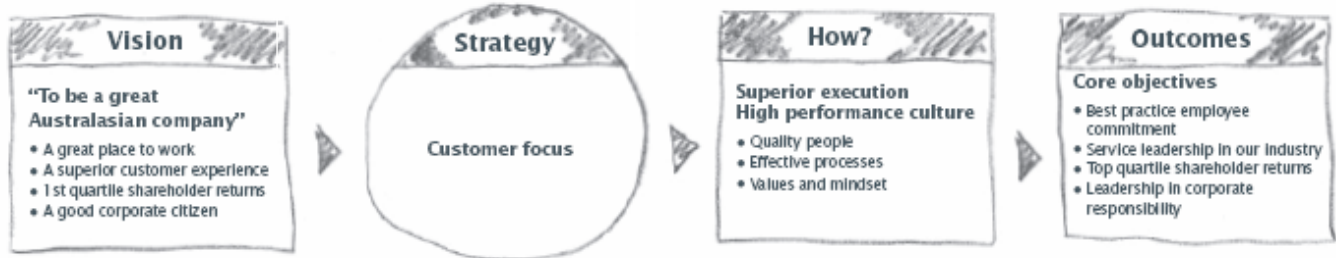 Vision
"To be a great
Australasian company"
• A great place to work
• A superior customer experience
• 1st quartile shareholder returns
• A good corporate citizen
Strategy
Customer focus
How?
Superior execution
High performance culture
• Quality people
• Effective processes
• Values and mindset
Outcomes
Core objectives
• Best practice employee
commitment
• Service leadership in our industry
• Top quartile shareholder returns
• Leadership in corporate
responsibility